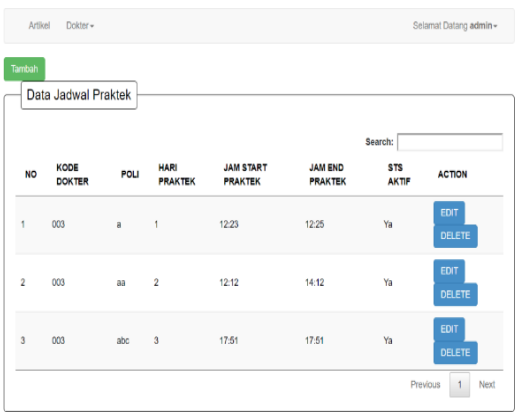 Artikel Dokter Selamat Datang admin
Tambah
Data Jadwal Praktek
Search:
NO KODE DOKTER POLI HARI PRAKTEK JAM START PRAKTEK JAM END PRAKTEK STS AKTIF ACTION
1 003 a 1 12:23 12:25 Ya EDIT
DELETE
2 003 aa 2 12:12 14:12 Ya EDIT
DELETE
3 003 abc 3 17:51 17:51 Ya EDIT
DELETE
Previous 1 Next